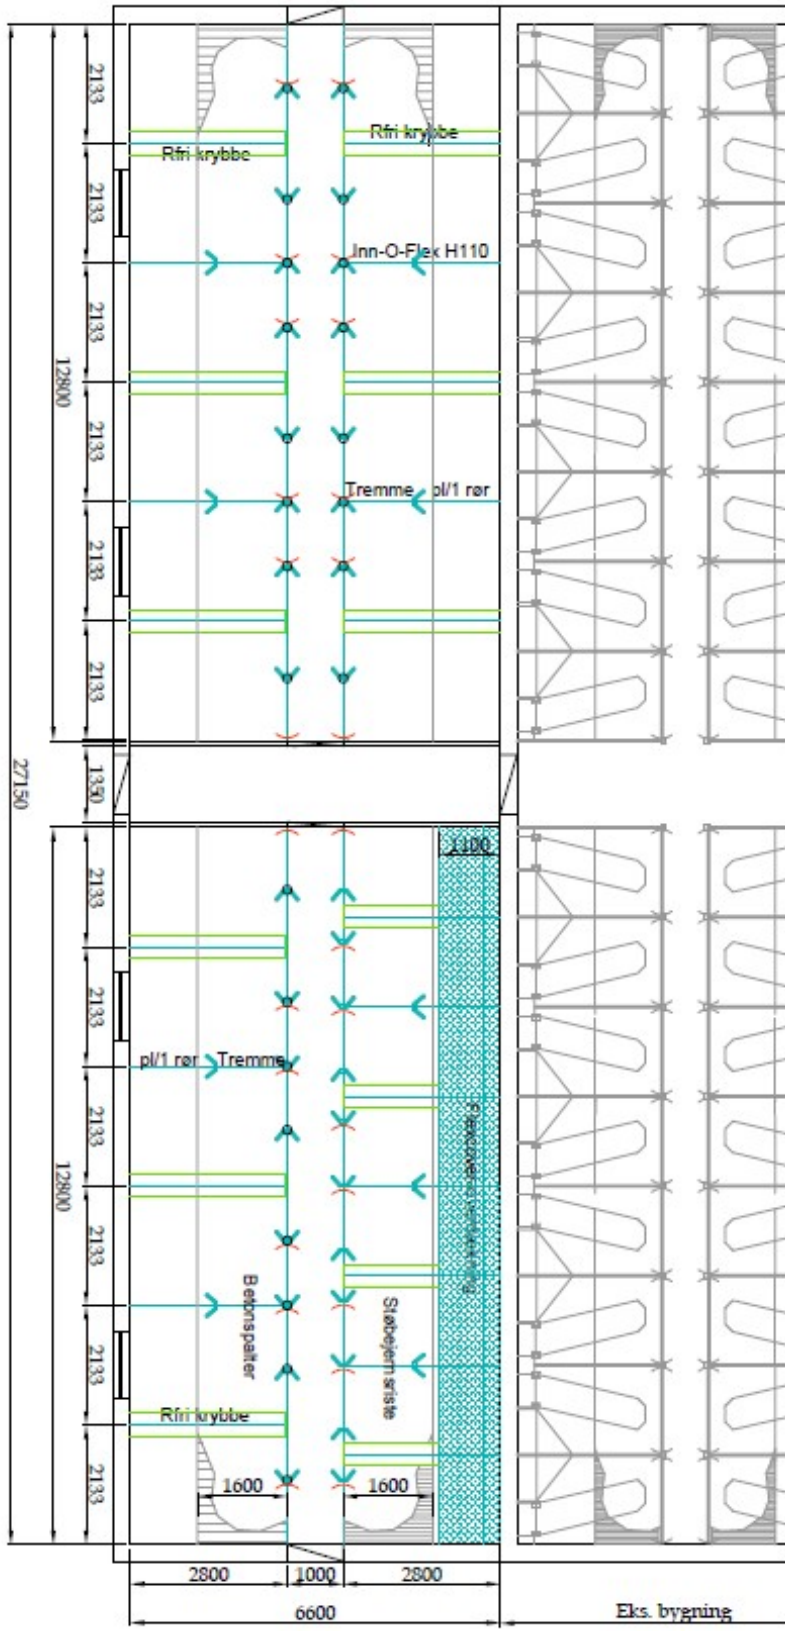 Rfri krybbe
Rfri krybbe
Inn-O-Flex H110
Tremme pl/1 rør
2133
2133
2133
2133
2133
2133
12800
27150
1350
1100
pl/1 rør Tremme
Betonspalter
Støbejernsriste
Rfri krybbe
2133
2133
2133
2133
2133
2133
12800
1600
1600
2800
1000
2800
6600
Eks. bygning